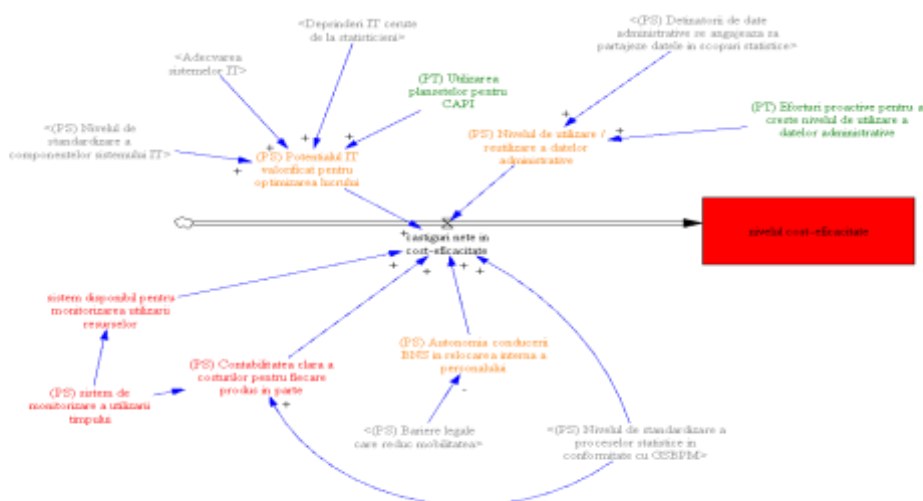 <Deprinderi IT cerute
de la statisticieni>
<(PS) Detinatorii de date
administrative se angajeaza sa
partajeze datele in scopuri statistice>
<Adecvarea
sistemelor IT>
(PT) Utilizarea
plansetelor pentru
CAPI
(PT) Eforturi proactive pentru a
creste nivelul de utilizare a
datelor administrative
<(PS) Nivelul de
standardizare a
componentelor sistemului IT>
(PS) Potentialul IT
valorificat pentru
optimizarea lucrului
(PS) Nivelul de utilizare /
reutilizare a datelor
administrative
castiguri nete in
cost-eficacitate
nivelul cost-eficacitate
sistem disponibil pentru
monitorizarea utilizarii
resurselor
(PS) Contabilitatea clara a
costurilor pentru fiecare
produs in parte
(PS) Autonomia conducerii
BNS in relocarea interna a
personalului
(PS) sistem de
monitorizare a utilizarii
timpului
<(PS) Bariere legale
care reduc mobilitatea>
<(PS) Nivelul de standardizare a
proceselor statistice in
conformitate cu GSBPM>